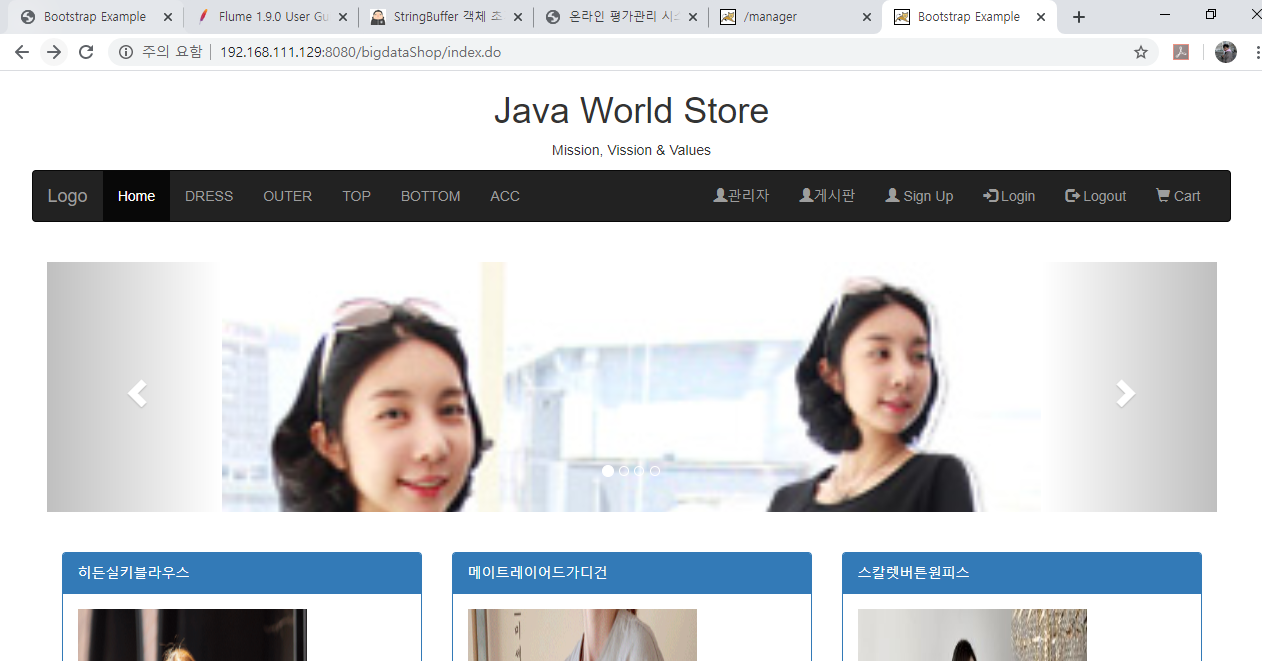 Bootstrap Example
Flume 1.9.0 User Gu
StringBuffer 객체 초
온라인 평가관리 시스
/manager
Bootstrap Example
주의 요함
192.168.111.129:8080/bigdataShop/index.do
Java World Store
Mission, Vission & Values
Logo Home DRESS OUTER TOP BOTTOM ACC 관리자 게시판 Sign Up Login Logout Cart
히든실키블라우스
메이트레이어드가디건
스칼렛버튼원피스